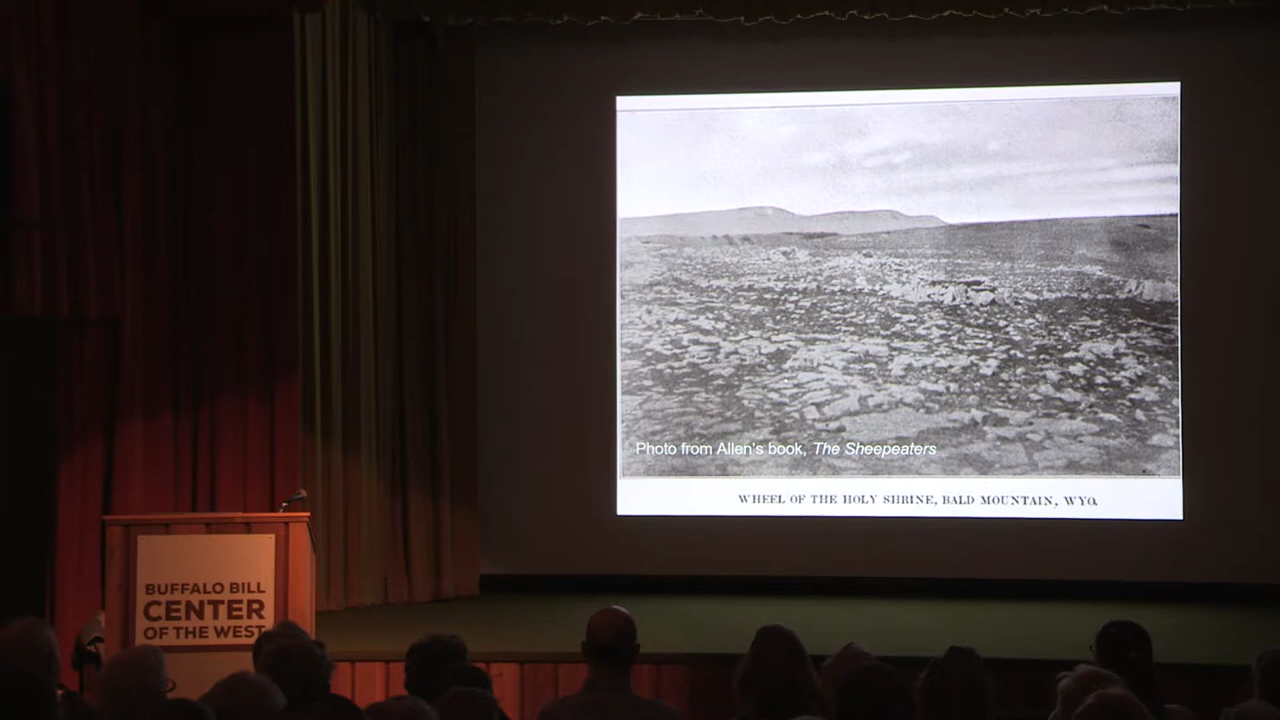 Photo from Allen's book, The Sheepeaters
WHEEL OF THE HOLY SHRINE, BALD MOUNTAIN, WYO.
BUFFALO BILL
CENTER
OF THE WEST